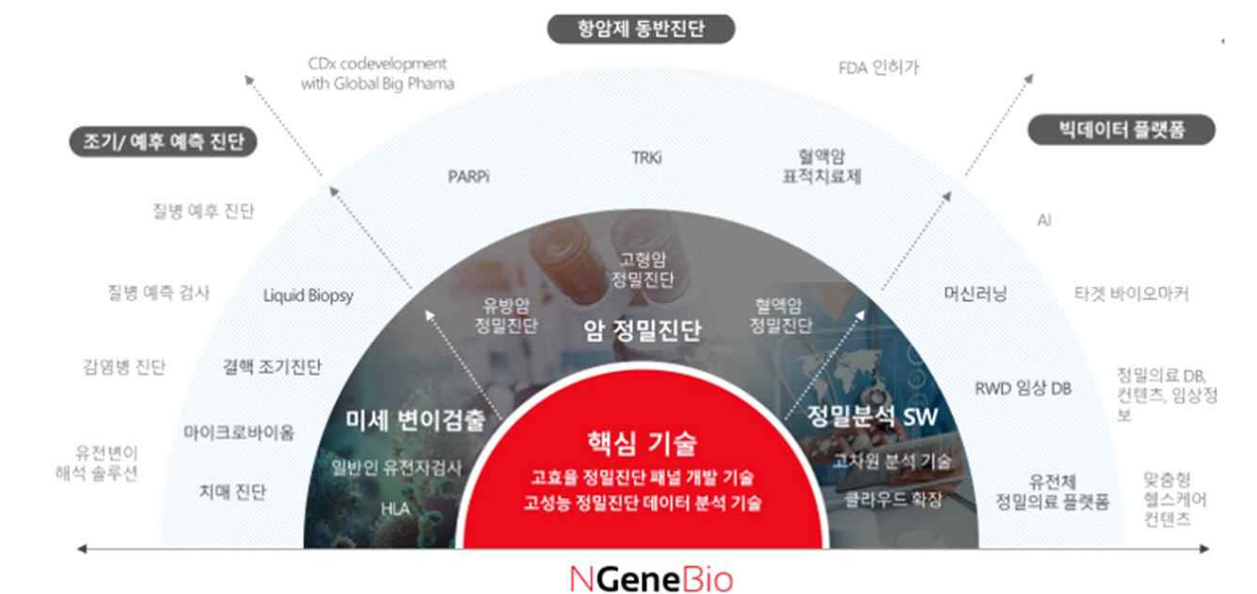 항암제 동반진단
CDx codevelopment
with Global Big Phama
FDA 인허가
조기/ 예후 예측 진단
빅데이터 플랫폼
PARPi
TRKi
혈액암
표적치료제
질병 예후 진단
AI
질병 예측 검사
Liquid Biopsy
머신러닝
타겟 바이오마커
감염병 진단
결핵 조기진단
RWD 임상 DB
정밀의료 DB,
컨텐츠, 임상정
보
마이크로바이옴
유전변이
해석 솔루션
치매 진단
유전체
정밀의료 플랫폼
맞춤형
헬스케어
컨텐츠
고형암
정밀진단
유방암
정밀진단
혈액암
정밀진단
암 정밀진단
미세 변이검출
일반인 유전자검사
HLA
정밀분석 SW
고차원 분석 기술
클라우드 확장
핵심 기술
고효율 정밀진단 패널 개발 기술
고성능 정밀진단 데이터 분석 기술
NGeneBio